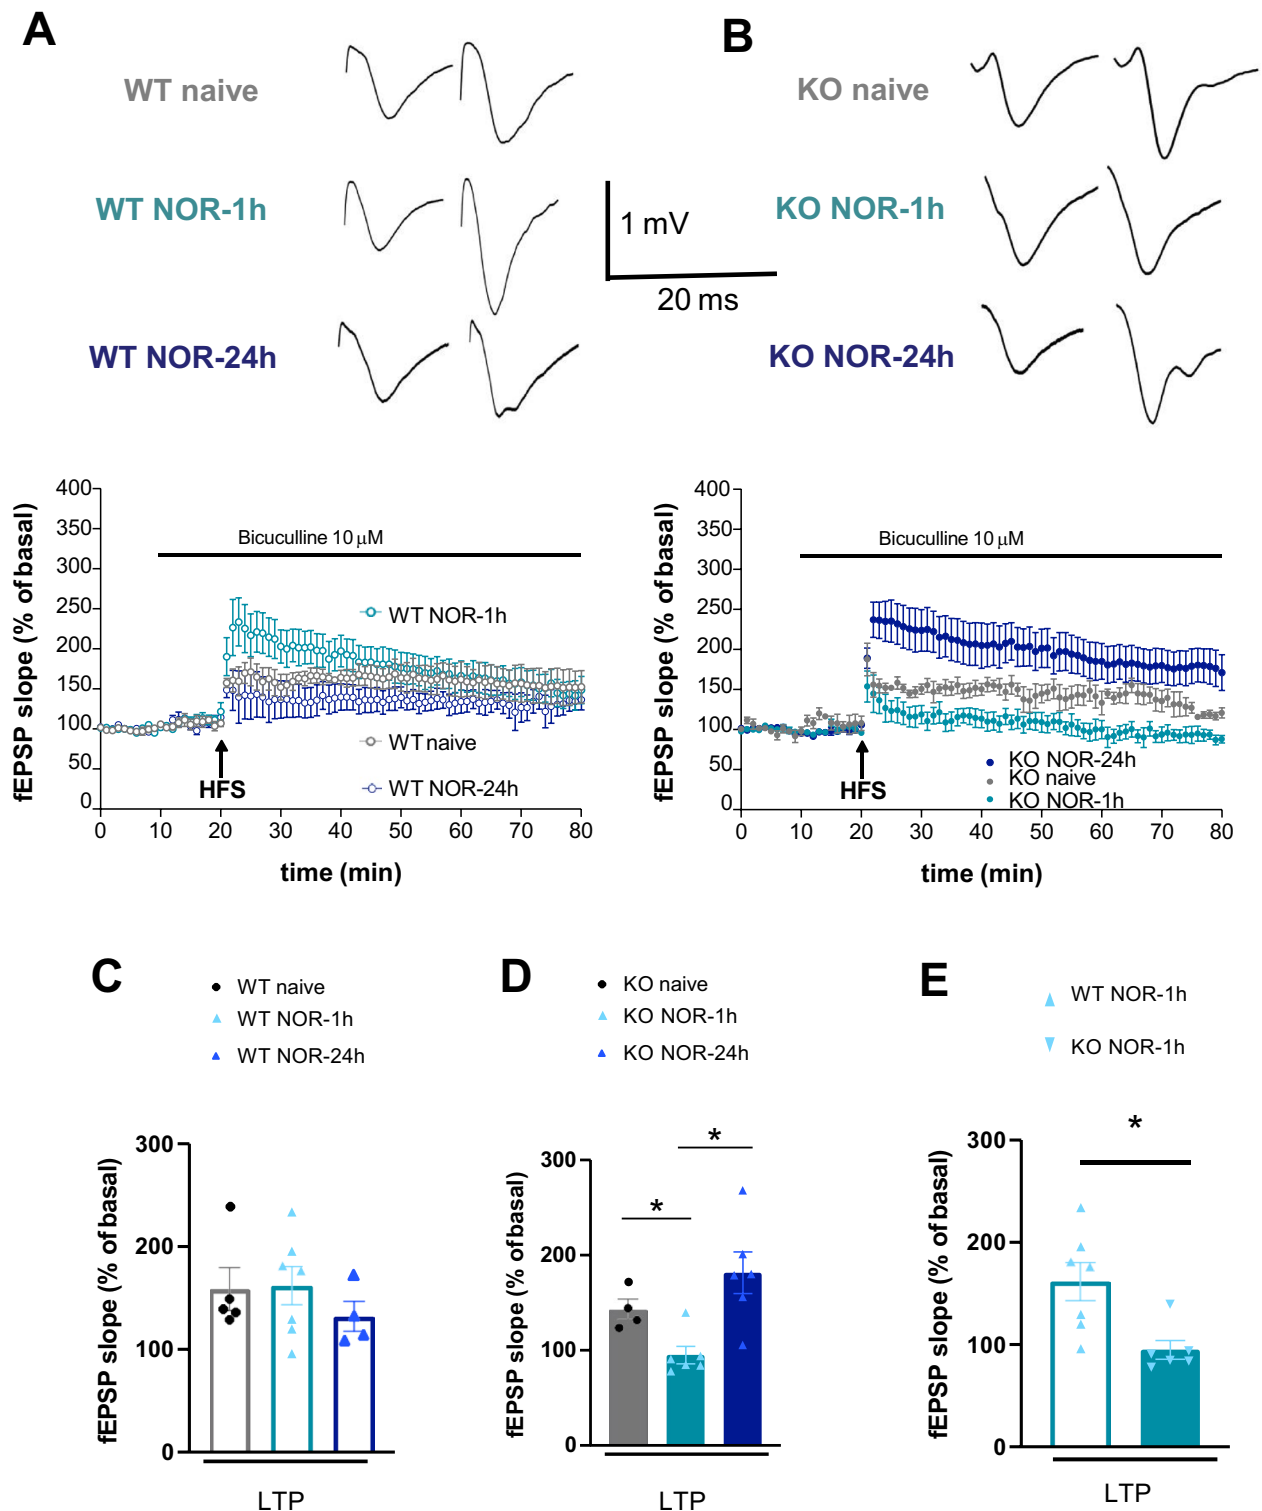 A
B
WT naive
KO naive
WT NOR-1h
1 mV
KO NOR-1h
20 ms
WT NOR-24h
KO NOR-24h
fEPSP slope (% of basal)
400
350
300
250
200
150
100
50
0
Bicuculline 10 μM
WT NOR-1h
WT naive
WT NOR-24h
HFS
0 10 20 30 40 50 60 70 80
time (min)
fEPSP slope (% of basal)
400
350
300
250
200
150
100
50
0
Bicuculline 10 μM
KO NOR-24h
KO naive
KO NOR-1h
HFS
0 10 20 30 40 50 60 70 80
time (min)
C
WT naive
WT NOR-1h
WT NOR-24h
fEPSP slope (% of basal)
300
200
100
0
LTP
D
KO naive
KO NOR-1h
KO NOR-24h
fEPSP slope (% of basal)
300
200
100
0
*
*
LTP
E
WT NOR-1h
KO NOR-1h
fEPSP slope (% of basal)
300
200
100
0
*
LTP